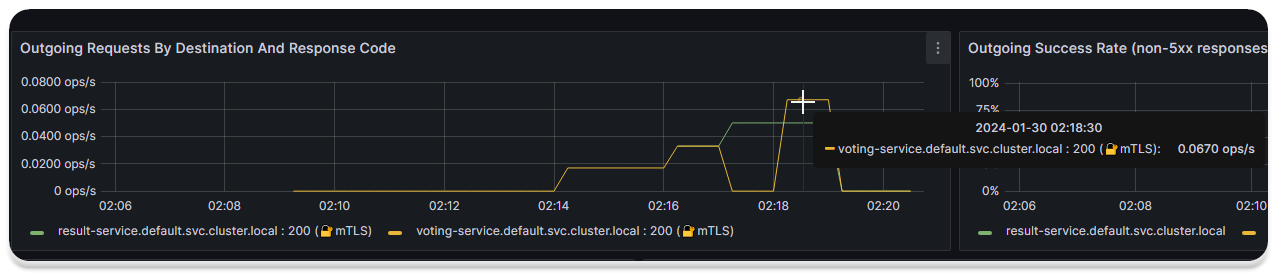 Outgoing Requests By Destination And Response Code
0.0800 ops/s
0.0600 ops/s
0.0400 ops/s
0.0200 ops/s
0 ops/s
02:06 02:08 02:10 02:12 02:14 02:16 02:18 02:20
result-service.default.svc.cluster.local : 200 (🔐mTLS) voting-service.default.svc.cluster.local : 200 (🔐mTLS)
Outgoing Success Rate (non-5xx responses
100%
75%
2024-01-30 02:18:30
voting-service.default.svc.cluster.local : 200 (🔐mTLS): 0.0670 ops/s
0%
02:06 02:08 02:10
result-service.default.svc.cluster.local